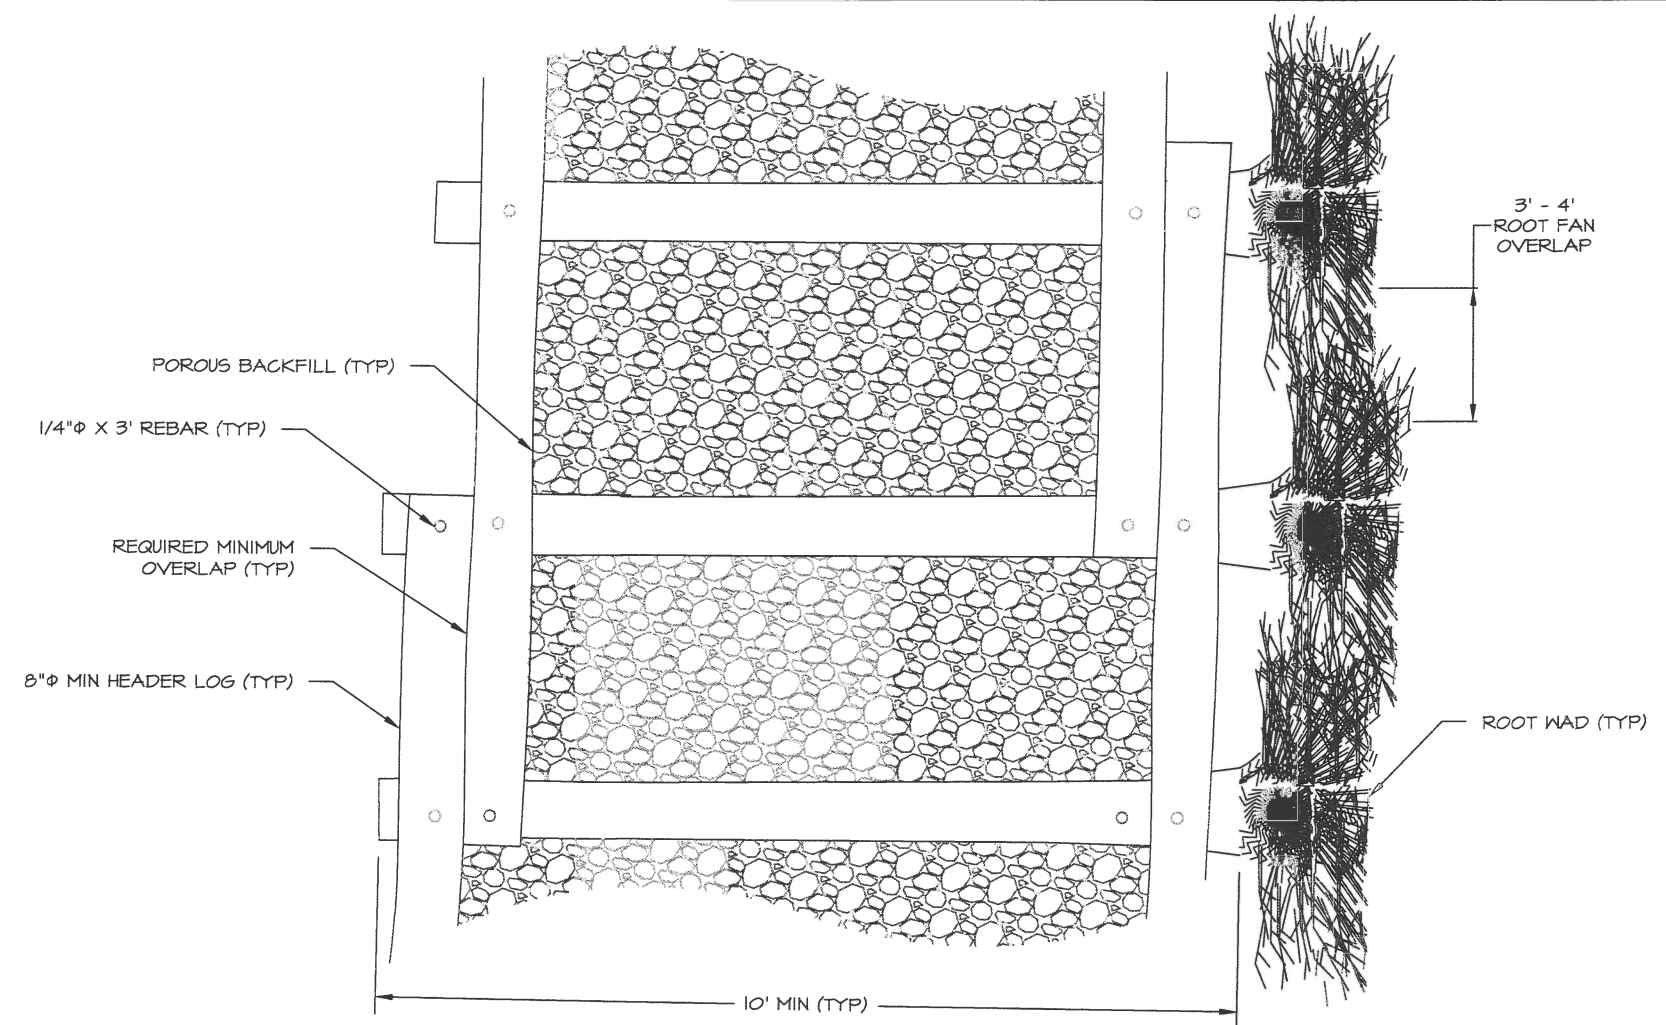 3' - 4'
ROOT FAN
OVERLAP
POROUS BACKFILL (TYP)
1/4"Φ X 3' REBAR (TYP)
REQUIRED MINIMUM
OVERLAP (TYP)
8"Φ MIN HEADER LOG (TYP)
ROOT WAD (TYP)
10' MIN (TYP)